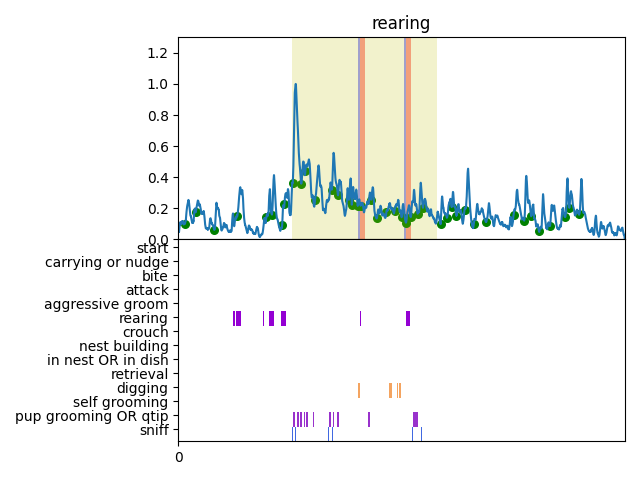 rearing
1.2
1.0
0.8
0.6
0.4
0.2
0.0
start
carrying or nudge
bite
attack
aggressive groom
rearing
crouch
nest building
in nest OR in dish
retrieval
digging
self grooming
pup grooming OR qtip
sniff
0